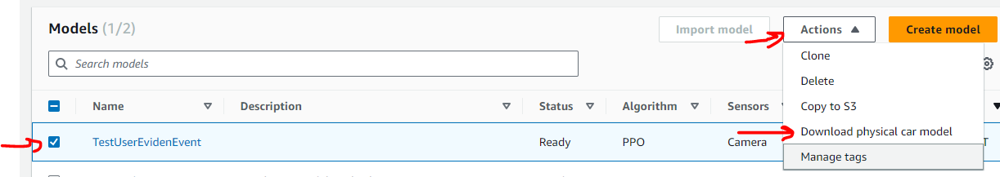 Models (1/2)
Import model
Actions
Create model
Search models
Clone
Delete
Copy to S3
Download physical car model
Manage tags
Name
Description
Status
Algorithm
Sensors
TestUserEvidenEvent
Ready
PPO
Camera
T